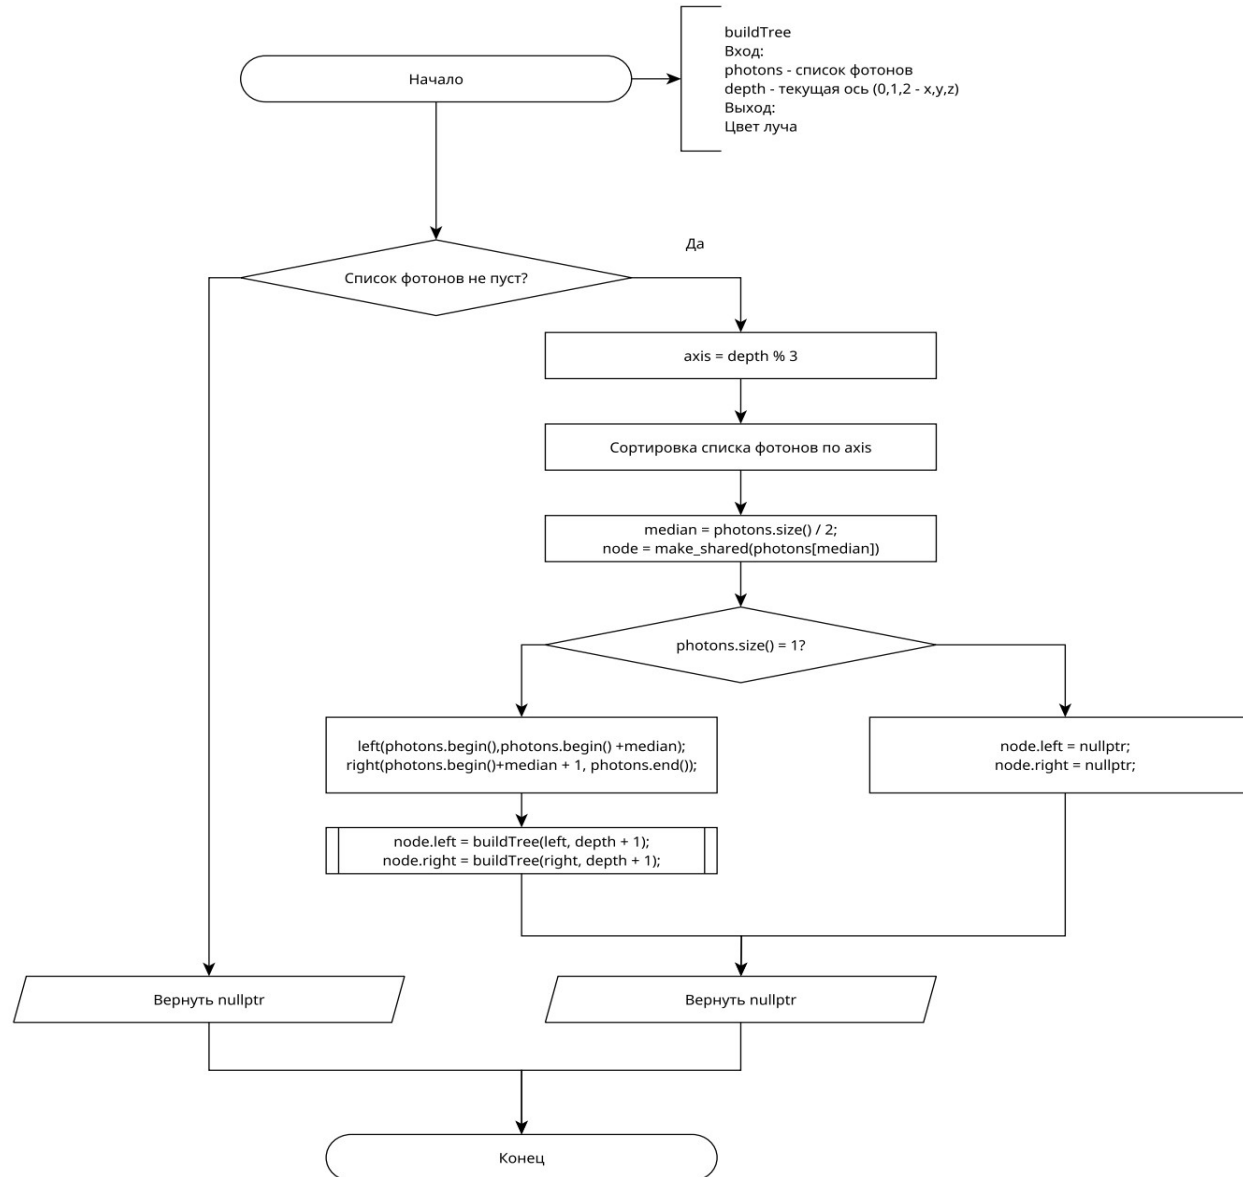 Начало
buildTree
Вход:
photons - список фотонов
depth - текущая ось (0,1,2 - x,y,z)
Выход:
Цвет луча
Да
Список фотонов не пуст?
axis = depth % 3
Сортировка списка фотонов по axis
median = photons.size() / 2;
node = make_shared(photons[median])
photons.size() = 1?
left(photons.begin(),photons.begin() +median);
right(photons.begin()+median + 1, photons.end());
node.left = nullptr;
node.right = nullptr;
node.left = buildTree(left, depth + 1);
node.right = buildTree(right, depth + 1);
Вернуть nullptr
Вернуть nullptr
Конец